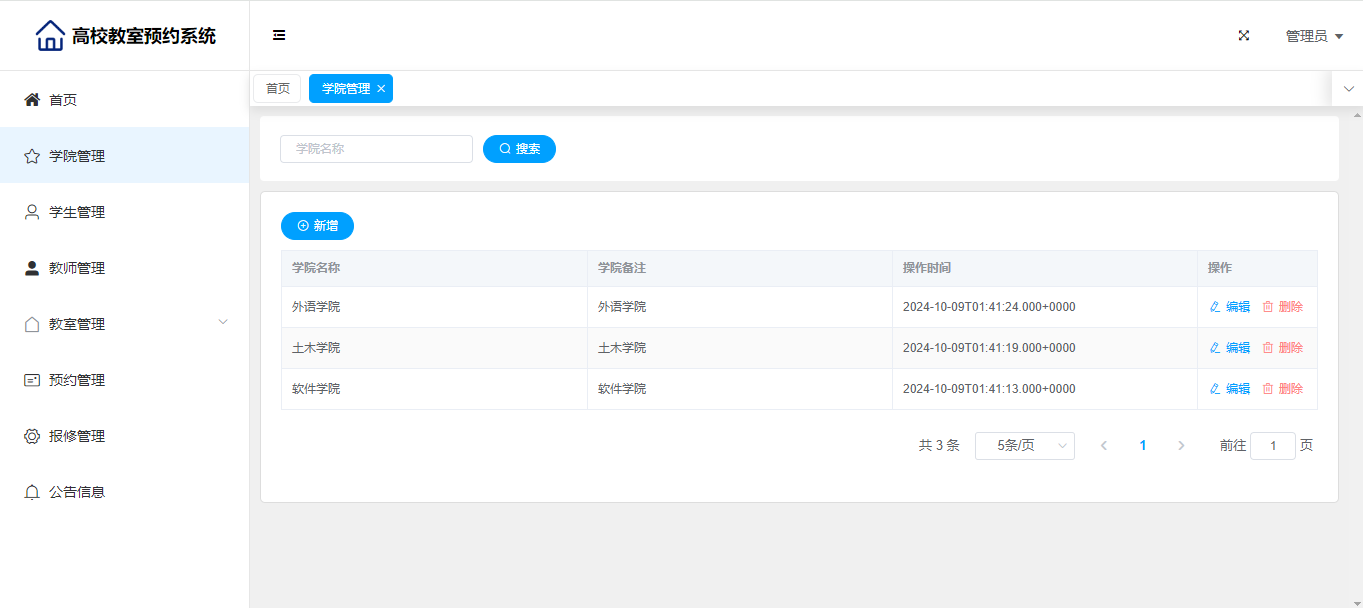 高校教室预约系统
管理员
首页
学院管理
学生管理
教师管理
教室管理
预约管理
报修管理
公告信息
首页 学院管理
学院名称 搜索
新增
学院名称 学院备注 操作时间 操作
外语学院 外语学院 2024-10-09T01:41:24.000+0000 编辑 删除
土木学院 土木学院 2024-10-09T01:41:19.000+0000 编辑 删除
软件学院 软件学院 2024-10-09T01:41:13.000+0000 编辑 删除
共 3 条 5条/页 1 前往 1 页